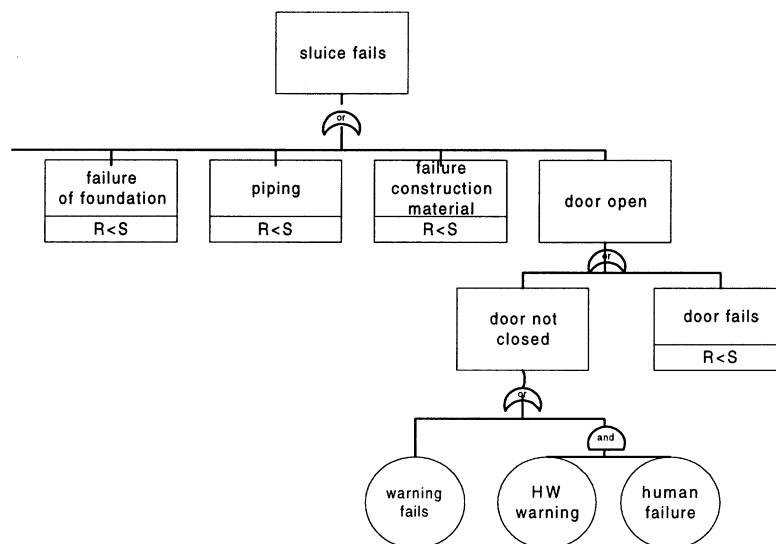 sluice fails
or
failure
of foundation
R<S
piping
R<S
failure
construction
material
R<S
door open
or
door not
closed
door fails
R<S
or
and
warning
fails
HW
warning
human
failure